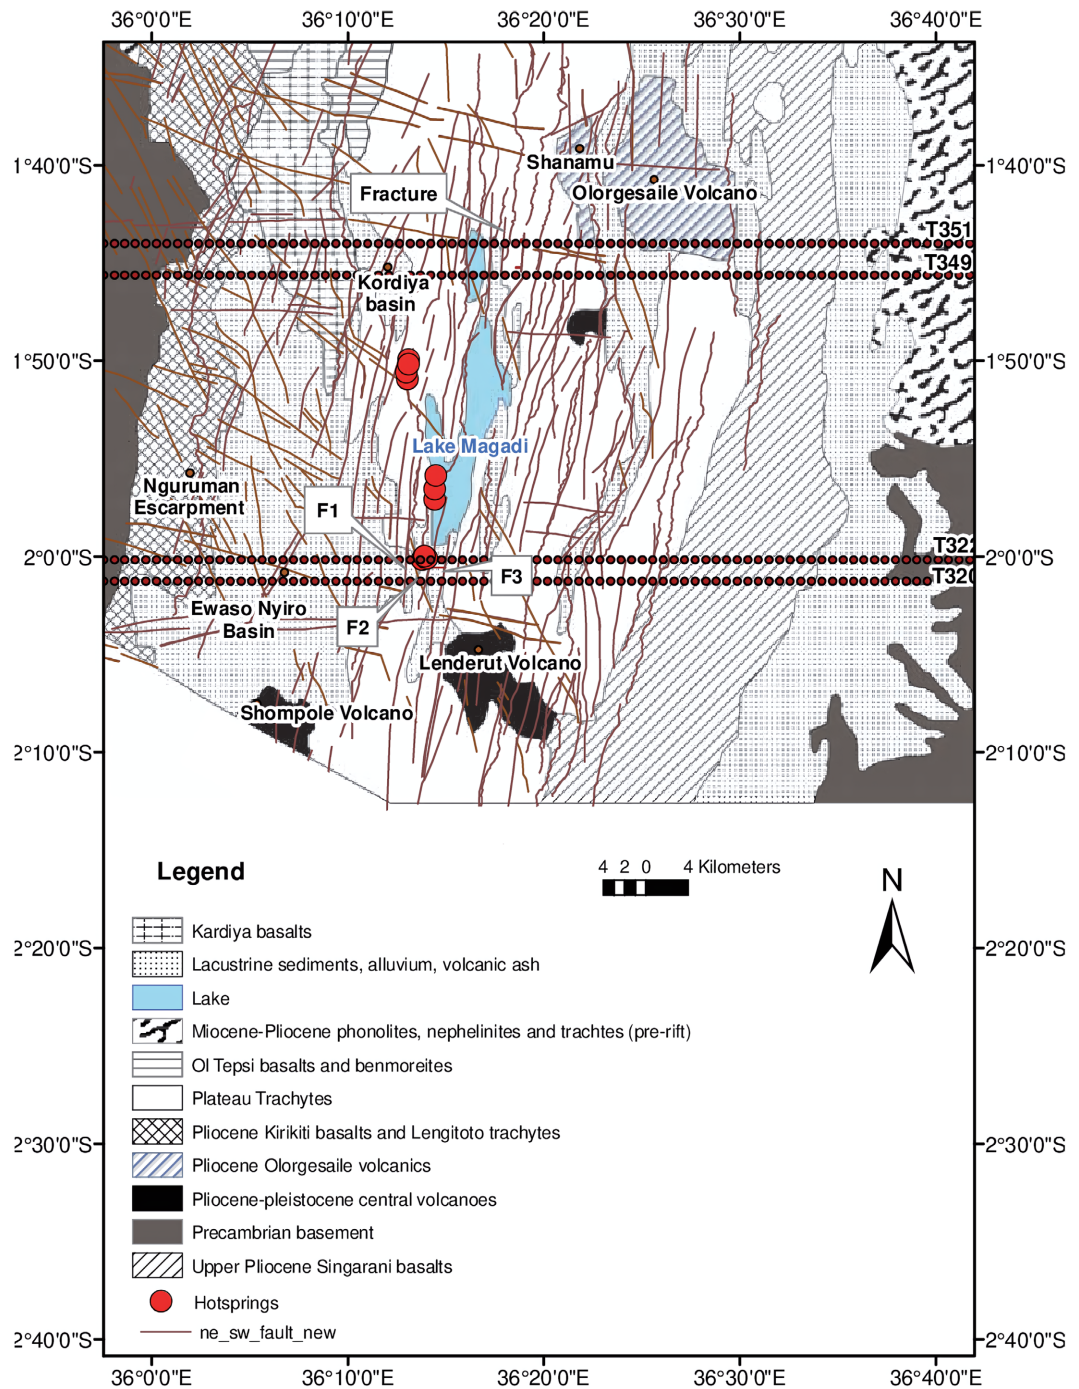 36°0'0"E 36°10'0"E 36°20'0"E 36°30'0"E 36°40'0"E
1°40'0"S
1°40'0"S
Shanamu
Olorgesaile Volcano
Fracture
T351
T349
Kordiya
basin
1°50'0"S
1°50'0"S
Lake Magadi
Nguruman
Escarpment
F1
2°0'0"S
T322
2°0'0"S
F3
T320
Ewaso Nyiro
Basin
F2
Lenderut Volcano
Shompole Volcano
2°10'0"S
2°10'0"S
Legend
4 2 0 4 Kilometers
N
Kardiya basalts
2°20'0"S
2°20'0"S
Lacustrine sediments, alluvium, volcanic ash
Lake
Miocene-Pliocene phonolites, nephelinites and trachtes (pre-rift)
Ol Tepsi basalts and benmoreites
Plateau Trachytes
Pliocene Kirikiti basalts and Lengitoto trachytes
2°30'0"S
2°30'0"S
Pliocene Olorgesaile volcanics
Pliocene-pleistocene central volcanoes
Precambrian basement
Upper Pliocene Singarani basalts
Hotsprings
ne_sw_fault_new
2°40'0"S
2°40'0"S
36°0'0"E 36°10'0"E 36°20'0"E 36°30'0"E 36°40'0"E